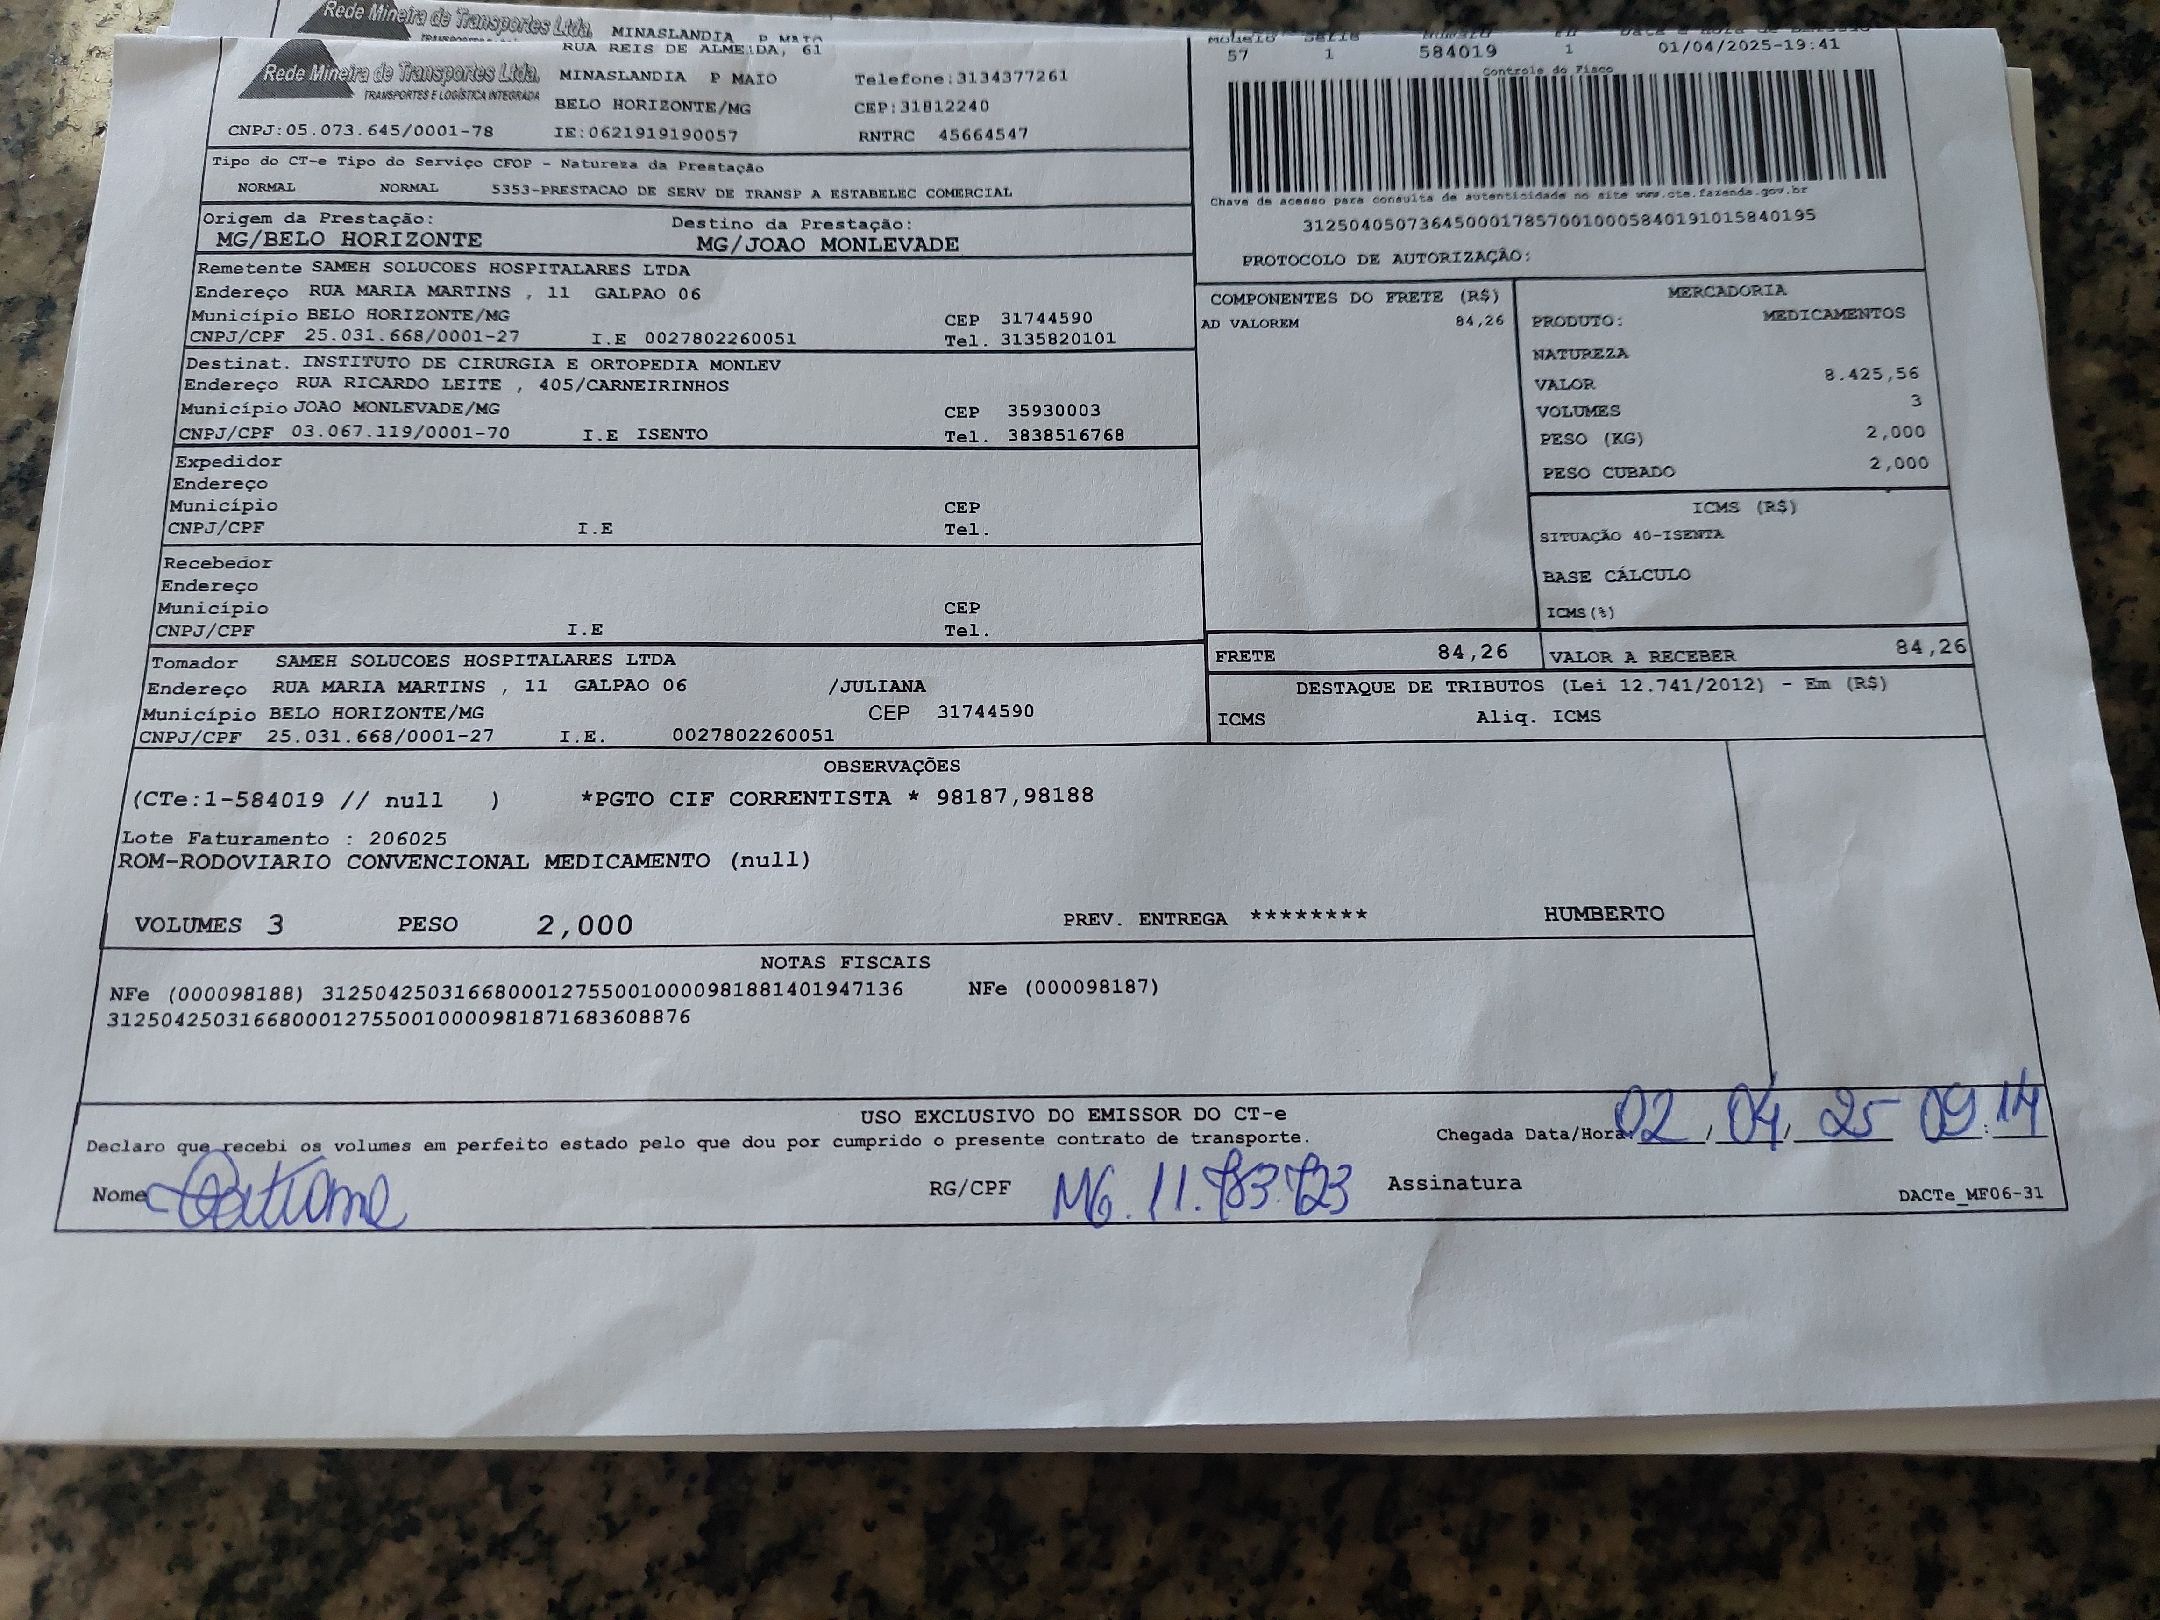 Rede Mineira de Transportes Ltda. MINASLANDIA P MAIO
RUA REIS DE ALMEIDA, 61
Rede Mineira de Transportes Ltda.
TRANSPORTES E LOGÍSTICA INTEGRADA
MINASLANDIA P MAIO Telefone:3134377261
BELO HORIZONTE/MG CEP:31812240
CNPJ:05.073.645/0001-78 IE:0621919190057 RNTRC 45664547
57 1 584019 1 01/04/2025-19:41
Controle do Fisco
Chave de acesso para consulta de autenticidade no site www.cte.fazenda.gov.br
31250405073645000178570010005840191015840195
PROTOCOLO DE AUTORIZAÇÃO:
Tipo do CT-e Tipo do Serviço CFOP - Natureza da Prestação
NORMAL NORMAL 5353-PRESTACAO DE SERV DE TRANSP A ESTABELEC COMERCIAL
Origem da Prestação: Destino da Prestação:
MG/BELO HORIZONTE MG/JOAO MONLEVADE
Remetente SAMEH SOLUCOES HOSPITALARES LTDA
Endereço RUA MARIA MARTINS , 11 GALPAO 06
Município BELO HORIZONTE/MG CEP 31744590
CNPJ/CPF 25.031.668/0001-27 I.E 0027802260051 Tel. 3135820101
Destinat. INSTITUTO DE CIRURGIA E ORTOPEDIA MONLEV
Endereço RUA RICARDO LEITE , 405/CARNEIRINHOS
Município JOAO MONLEVADE/MG CEP 35930003
CNPJ/CPF 03.067.119/0001-70 I.E ISENTO Tel. 3838516768
Expedidor
Endereço
Município CEP
CNPJ/CPF I.E Tel.
Recebedor
Endereço
Município CEP
CNPJ/CPF I.E Tel.
Tomador SAMEH SOLUCOES HOSPITALARES LTDA
Endereço RUA MARIA MARTINS , 11 GALPAO 06 /JULIANA
Município BELO HORIZONTE/MG CEP 31744590
CNPJ/CPF 25.031.668/0001-27 I.E. 0027802260051
COMPONENTES DO FRETE (R$)
AD VALOREM 84,26
MERCADORIA
PRODUTO: MEDICAMENTOS
NATUREZA
VALOR 8.425,56
VOLUMES 3
PESO (KG) 2,000
PESO CUBADO 2,000
ICMS (R$)
SITUAÇÃO 40-ISENTA
BASE CÁLCULO
ICMS(%)
FRETE 84,26 VALOR A RECEBER 84,26
DESTAQUE DE TRIBUTOS (Lei 12.741/2012) - Em (R$)
ICMS Aliq. ICMS
OBSERVAÇÕES
(CTe:1-584019 // null ) *PGTO CIF CORRENTISTA * 98187,98188
Lote Faturamento : 206025
ROM-RODOVIARIO CONVENCIONAL MEDICAMENTO (null)
VOLUMES 3 PESO 2,000 PREV. ENTREGA ******** HUMBERTO
NOTAS FISCAIS
NFe (000098188) 31250425031668000127550010000981881401947136 NFe (000098187)
31250425031668000127550010000981871683608876
USO EXCLUSIVO DO EMISSOR DO CT-e
Declaro que recebi os volumes em perfeito estado pelo que dou por cumprido o presente contrato de transporte. Chegada Data/Hora: 02 / 04 / 25 09 : 14
Nome RG/CPF Assinatura
DACTe_MF06-31